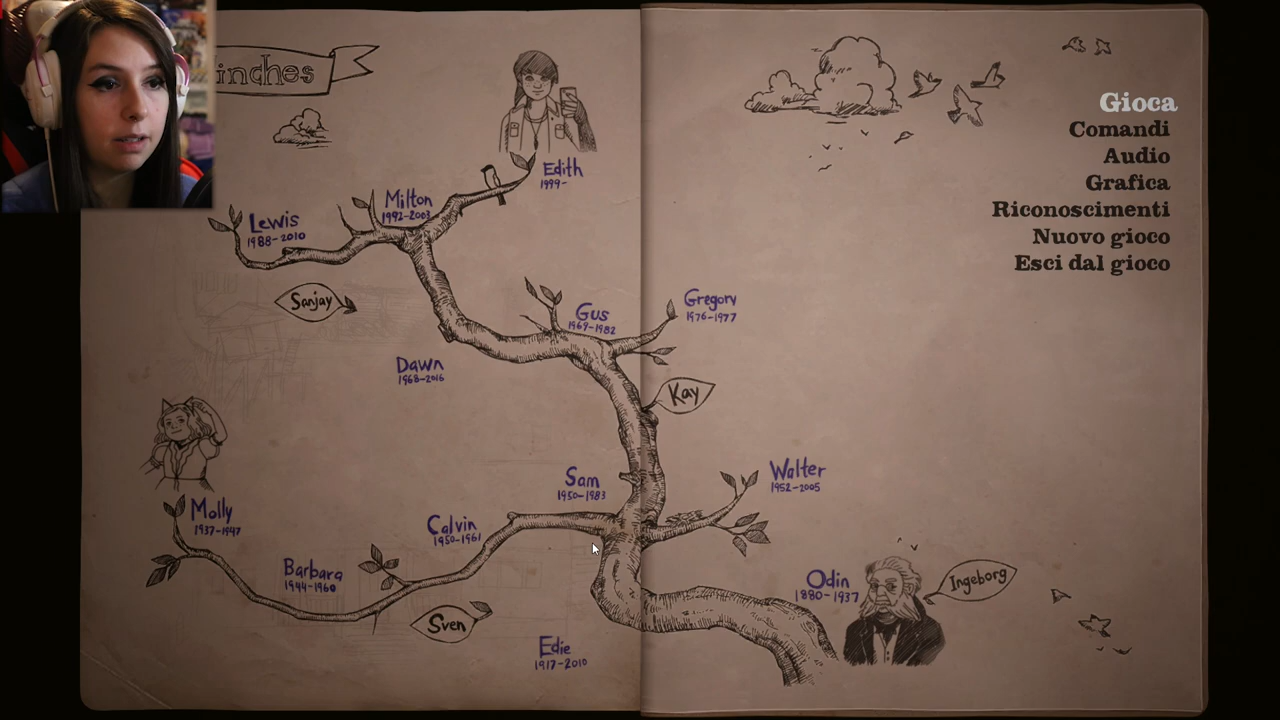 inches
Edith
1999-
Milton
1992-2003
Lewis
1988-2010
Sanjay
Gus
1969-1982
Gregory
1976-1977
Dawn
1968-2016
Kay
Sam
1950-1983
Walter
1952-2005
Molly
1937-1947
Calvin
1950-1961
Barbara
1944-1960
Sven
Odin
1880-1937
Ingeborg
Edie
1917-2010
Gioca
Comandi
Audio
Grafica
Riconoscimenti
Nuovo gioco
Esci dal gioco